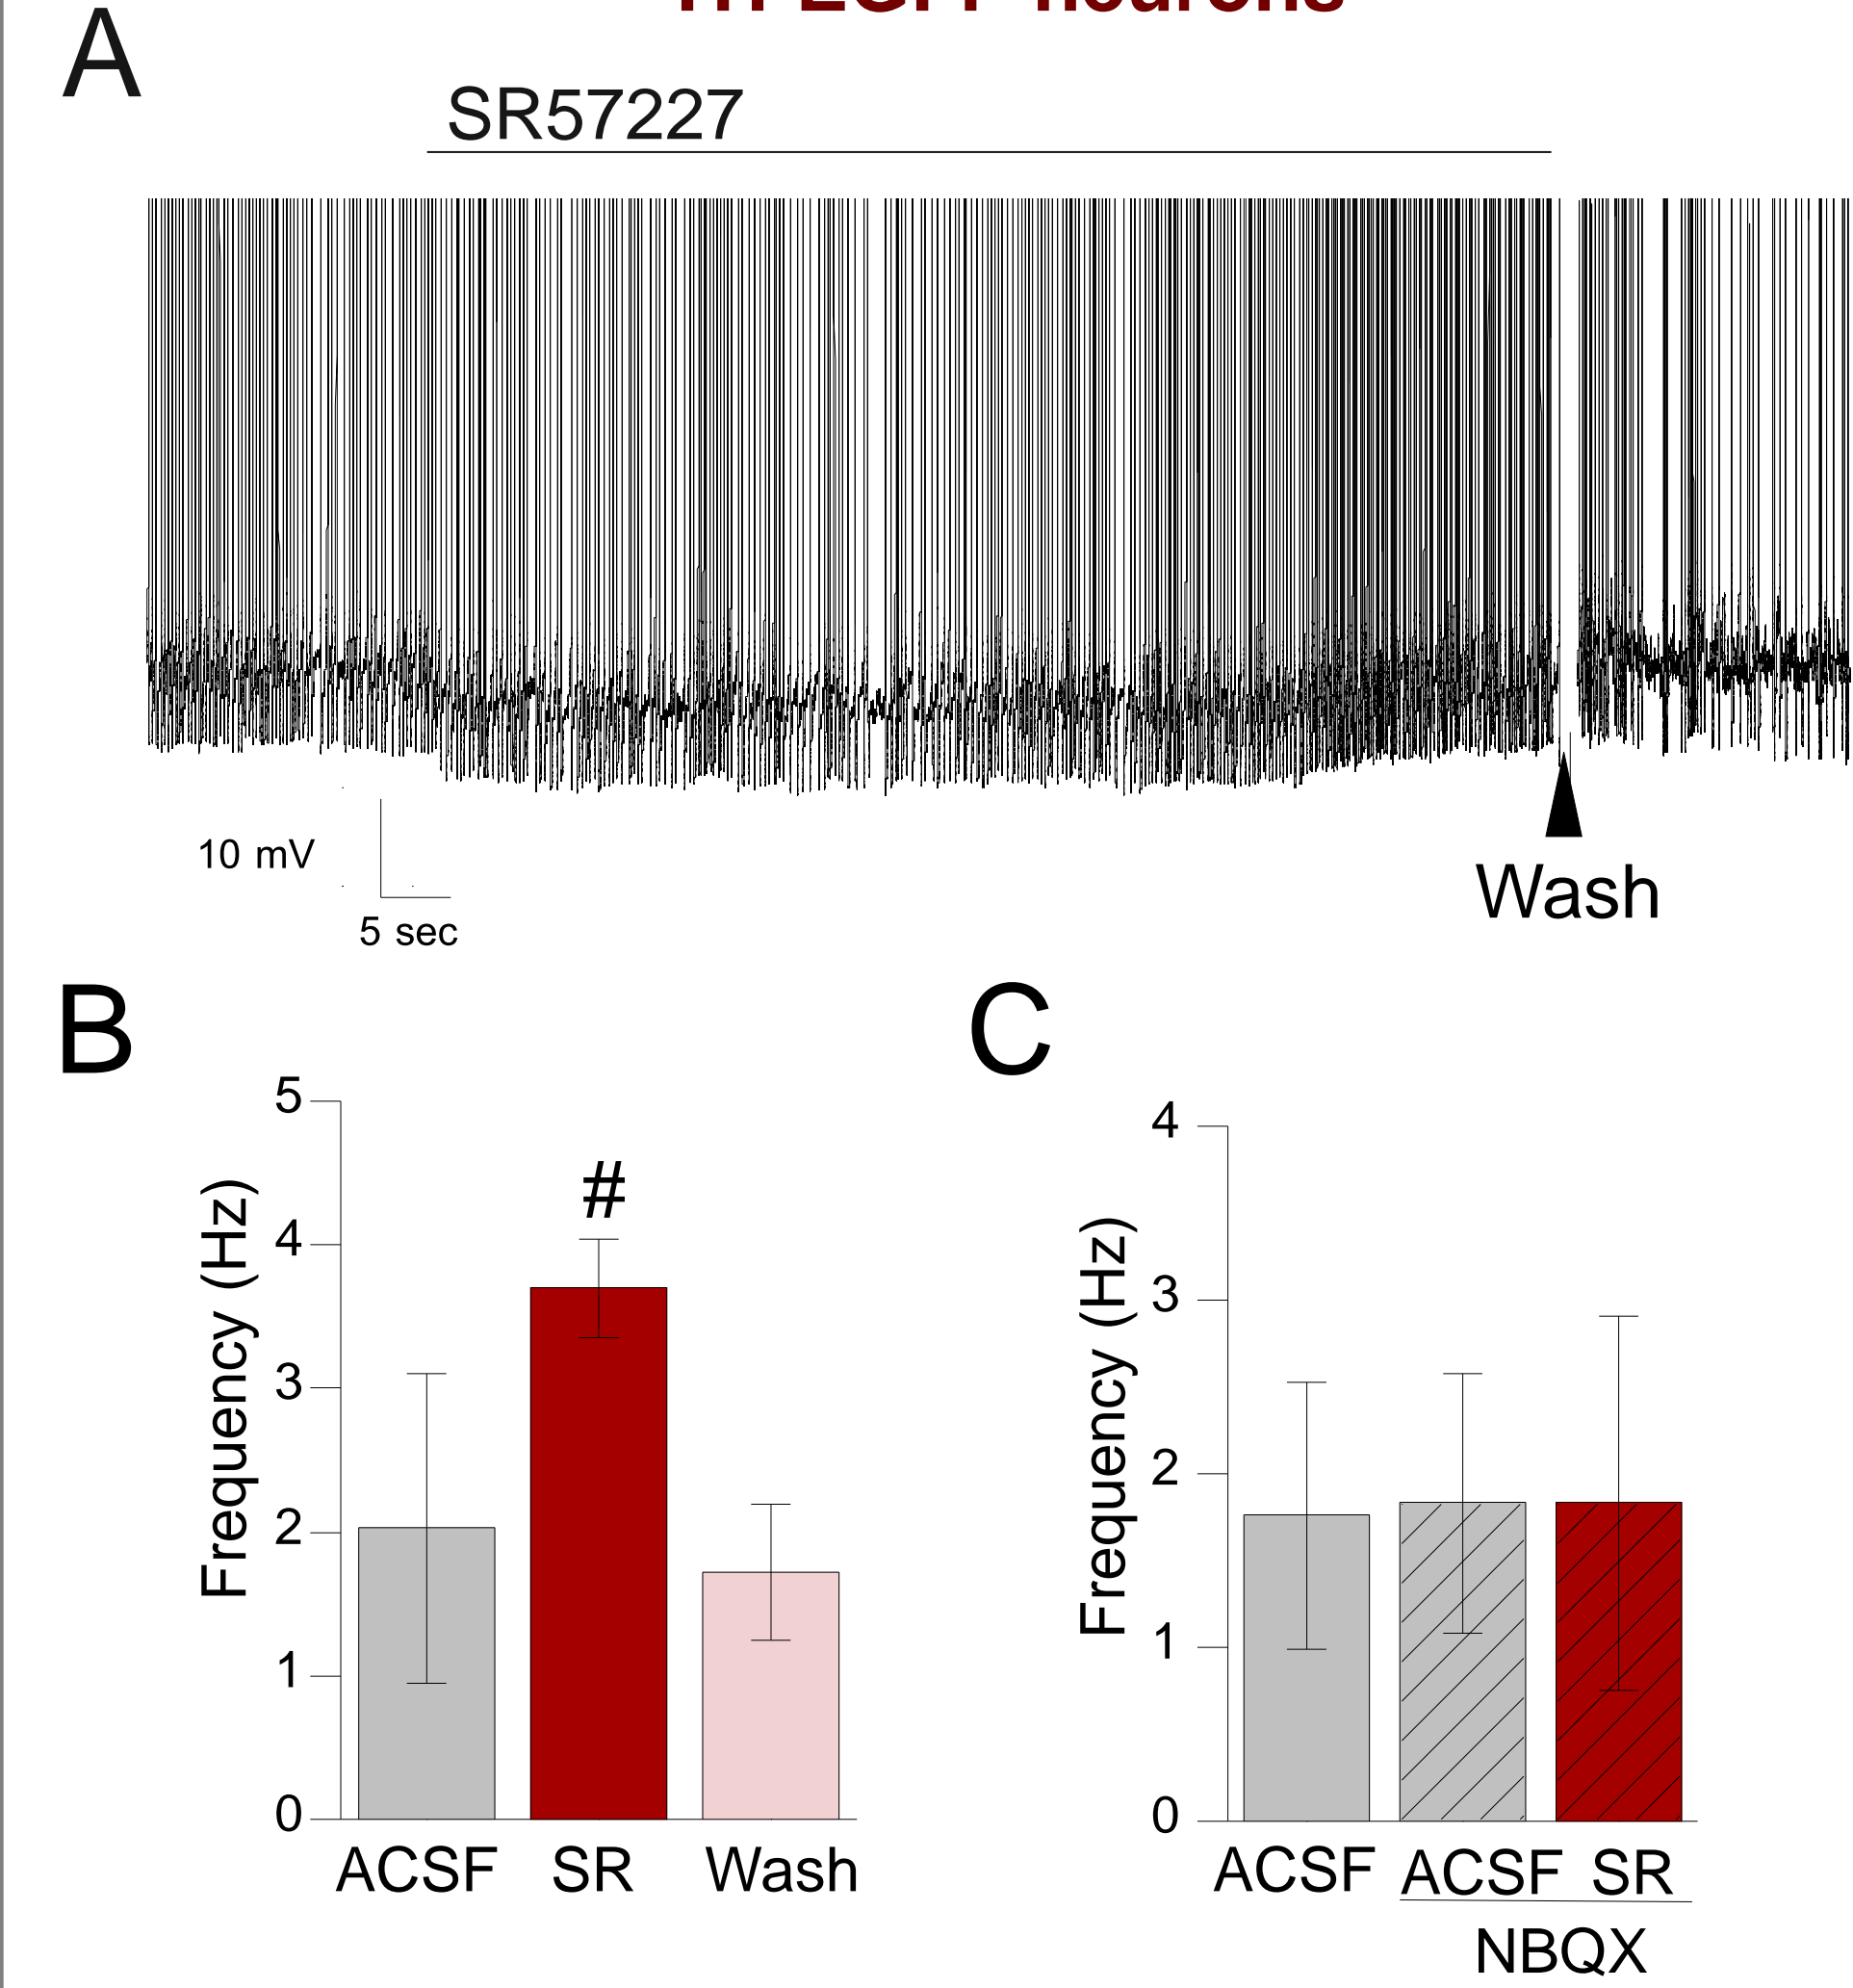 neurons
A
SR57227
10 mV
5 sec
Wash
B
5
4
3
2
1
0
Frequency (Hz)
#
ACSF SR Wash
C
4
3
2
1
0
Frequency (Hz)
ACSF ACSF SR
NBQX